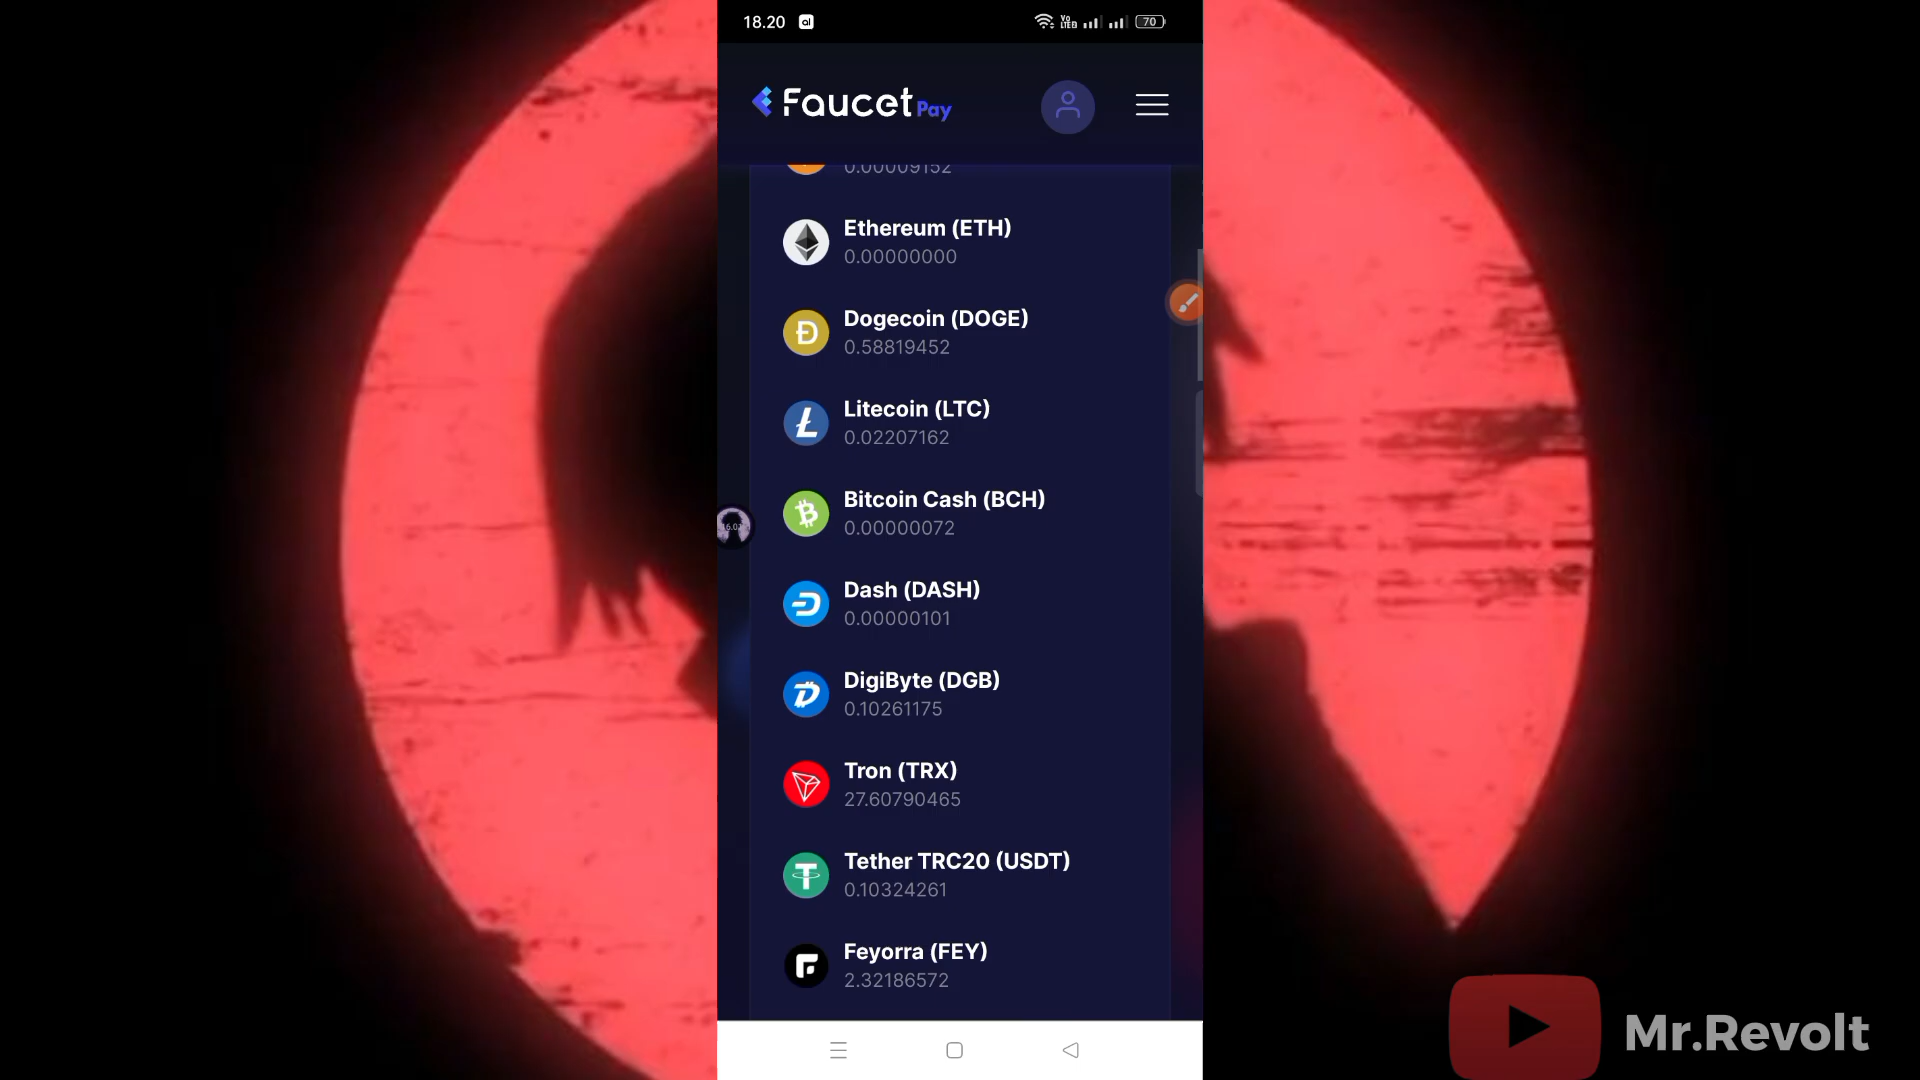 18.20
70
Faucet Pay
0.00009152
Ethereum (ETH)
0.00000000
Dogecoin (DOGE)
0.58819452
Litecoin (LTC)
0.02207162
Bitcoin Cash (BCH)
0.00000072
Dash (DASH)
0.00000101
DigiByte (DGB)
0.10261175
Tron (TRX)
27.60790465
Tether TRC20 (USDT)
0.10324261
Feyorra (FEY)
2.32186572
Mr.Revolt